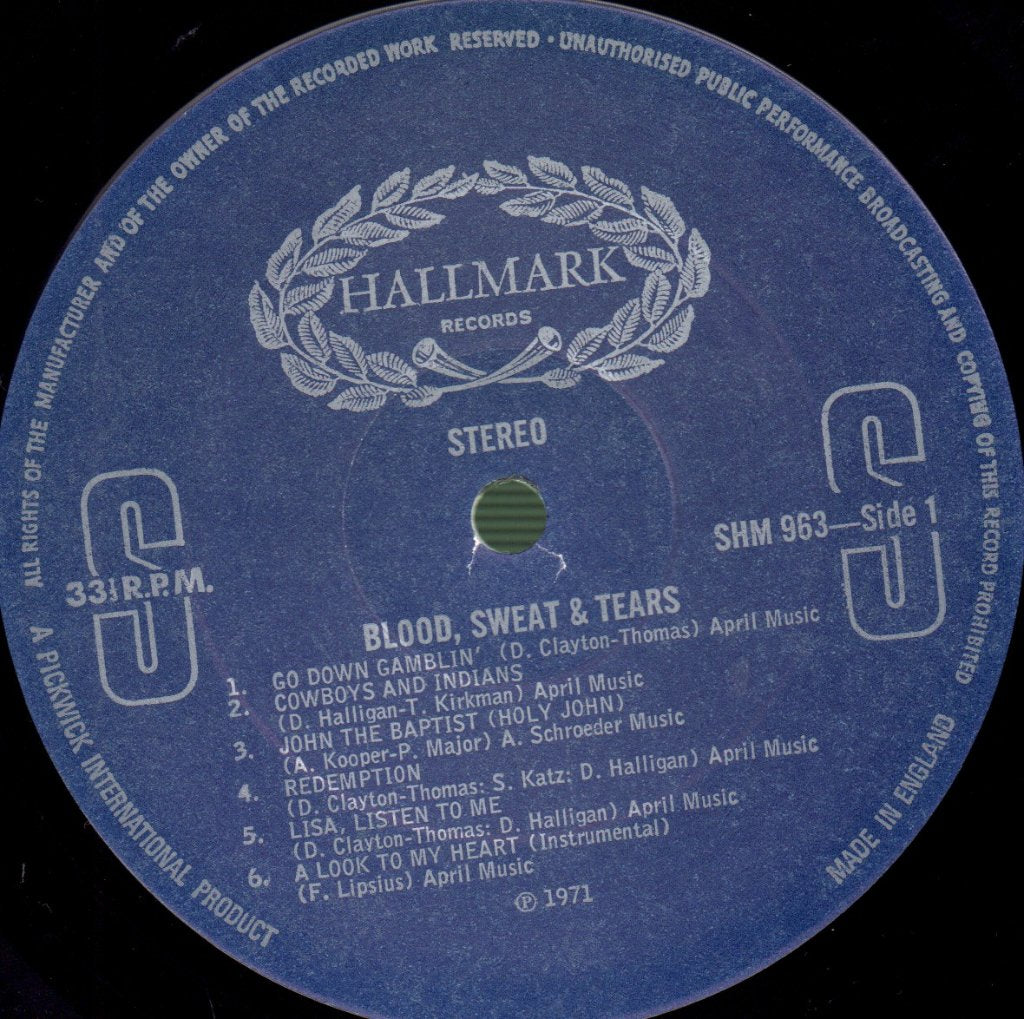 ALL RIGHTS OF THE MANUFACTURER AND OF THE OWNER OF THE RECORDED WORK RESERVED · UNAUTHORISED PUBLIC PERFORMANCE BROADCASTING AND COPYING OF THIS RECORD PROHIBITED
HALLMARK
RECORDS
STEREO
S
S
33⅓ R.P.M.
SHM 963—Side 1
BLOOD, SWEAT & TEARS
1. GO DOWN GAMBLIN' (D. Clayton-Thomas) April Music
2. COWBOYS AND INDIANS
(D. Halligan-T. Kirkman) April Music
3. JOHN THE BAPTIST (HOLY JOHN)
(A. Kooper-P. Major) A. Schroeder Music
4. REDEMPTION
(D. Clayton-Thomas: S. Katz: D. Halligan) April Music
5. LISA, LISTEN TO ME
(D. Clayton-Thomas: D. Halligan) April Music
6. A LOOK TO MY HEART (Instrumental)
(F. Lipsius) April Music
℗ 1971
A PICKWICK INTERNATIONAL PRODUCT
MADE IN ENGLAND